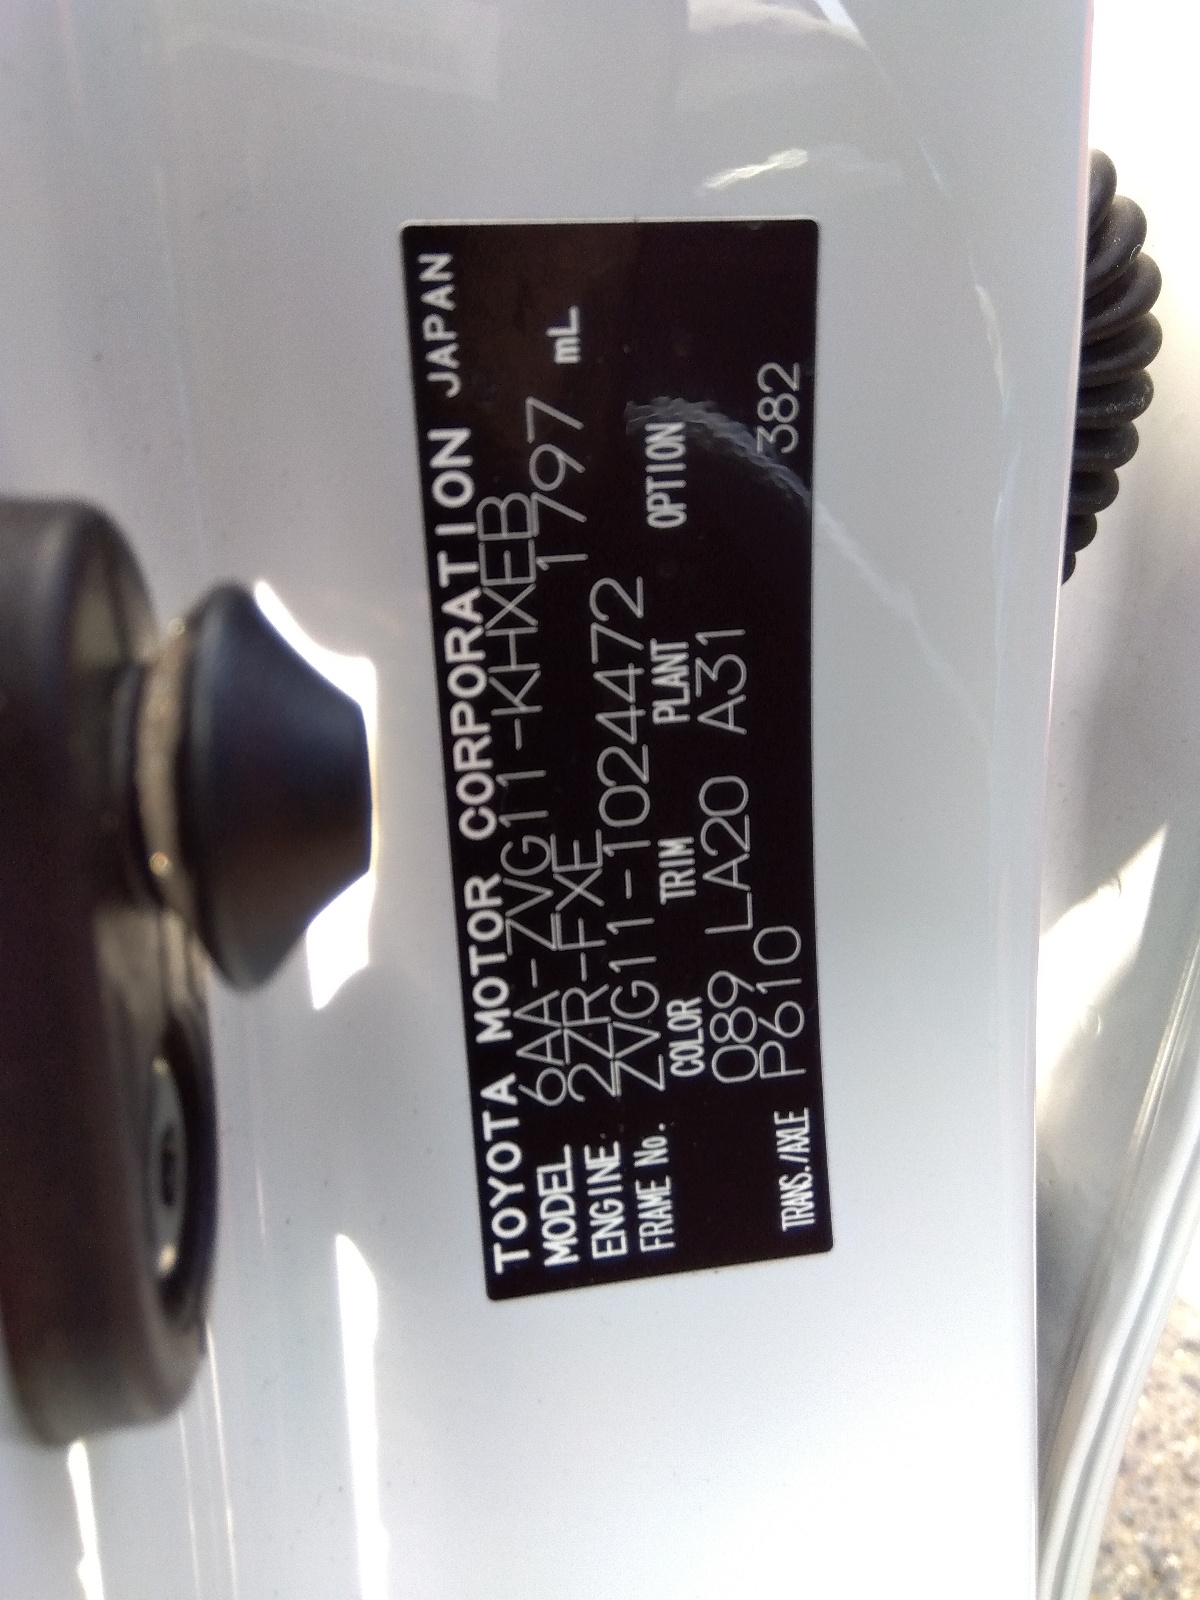 TOYOTA MOTOR CORPORATION JAPAN
MODEL 6AA-ZVG11-KHXEB
ENGINE 2ZR-FXE 1797 mL
FRAME No. ZVG11-1024472
COLOR TRIM PLANT OPTION
089 LA20 A31
TRANS./AXLE P610 382